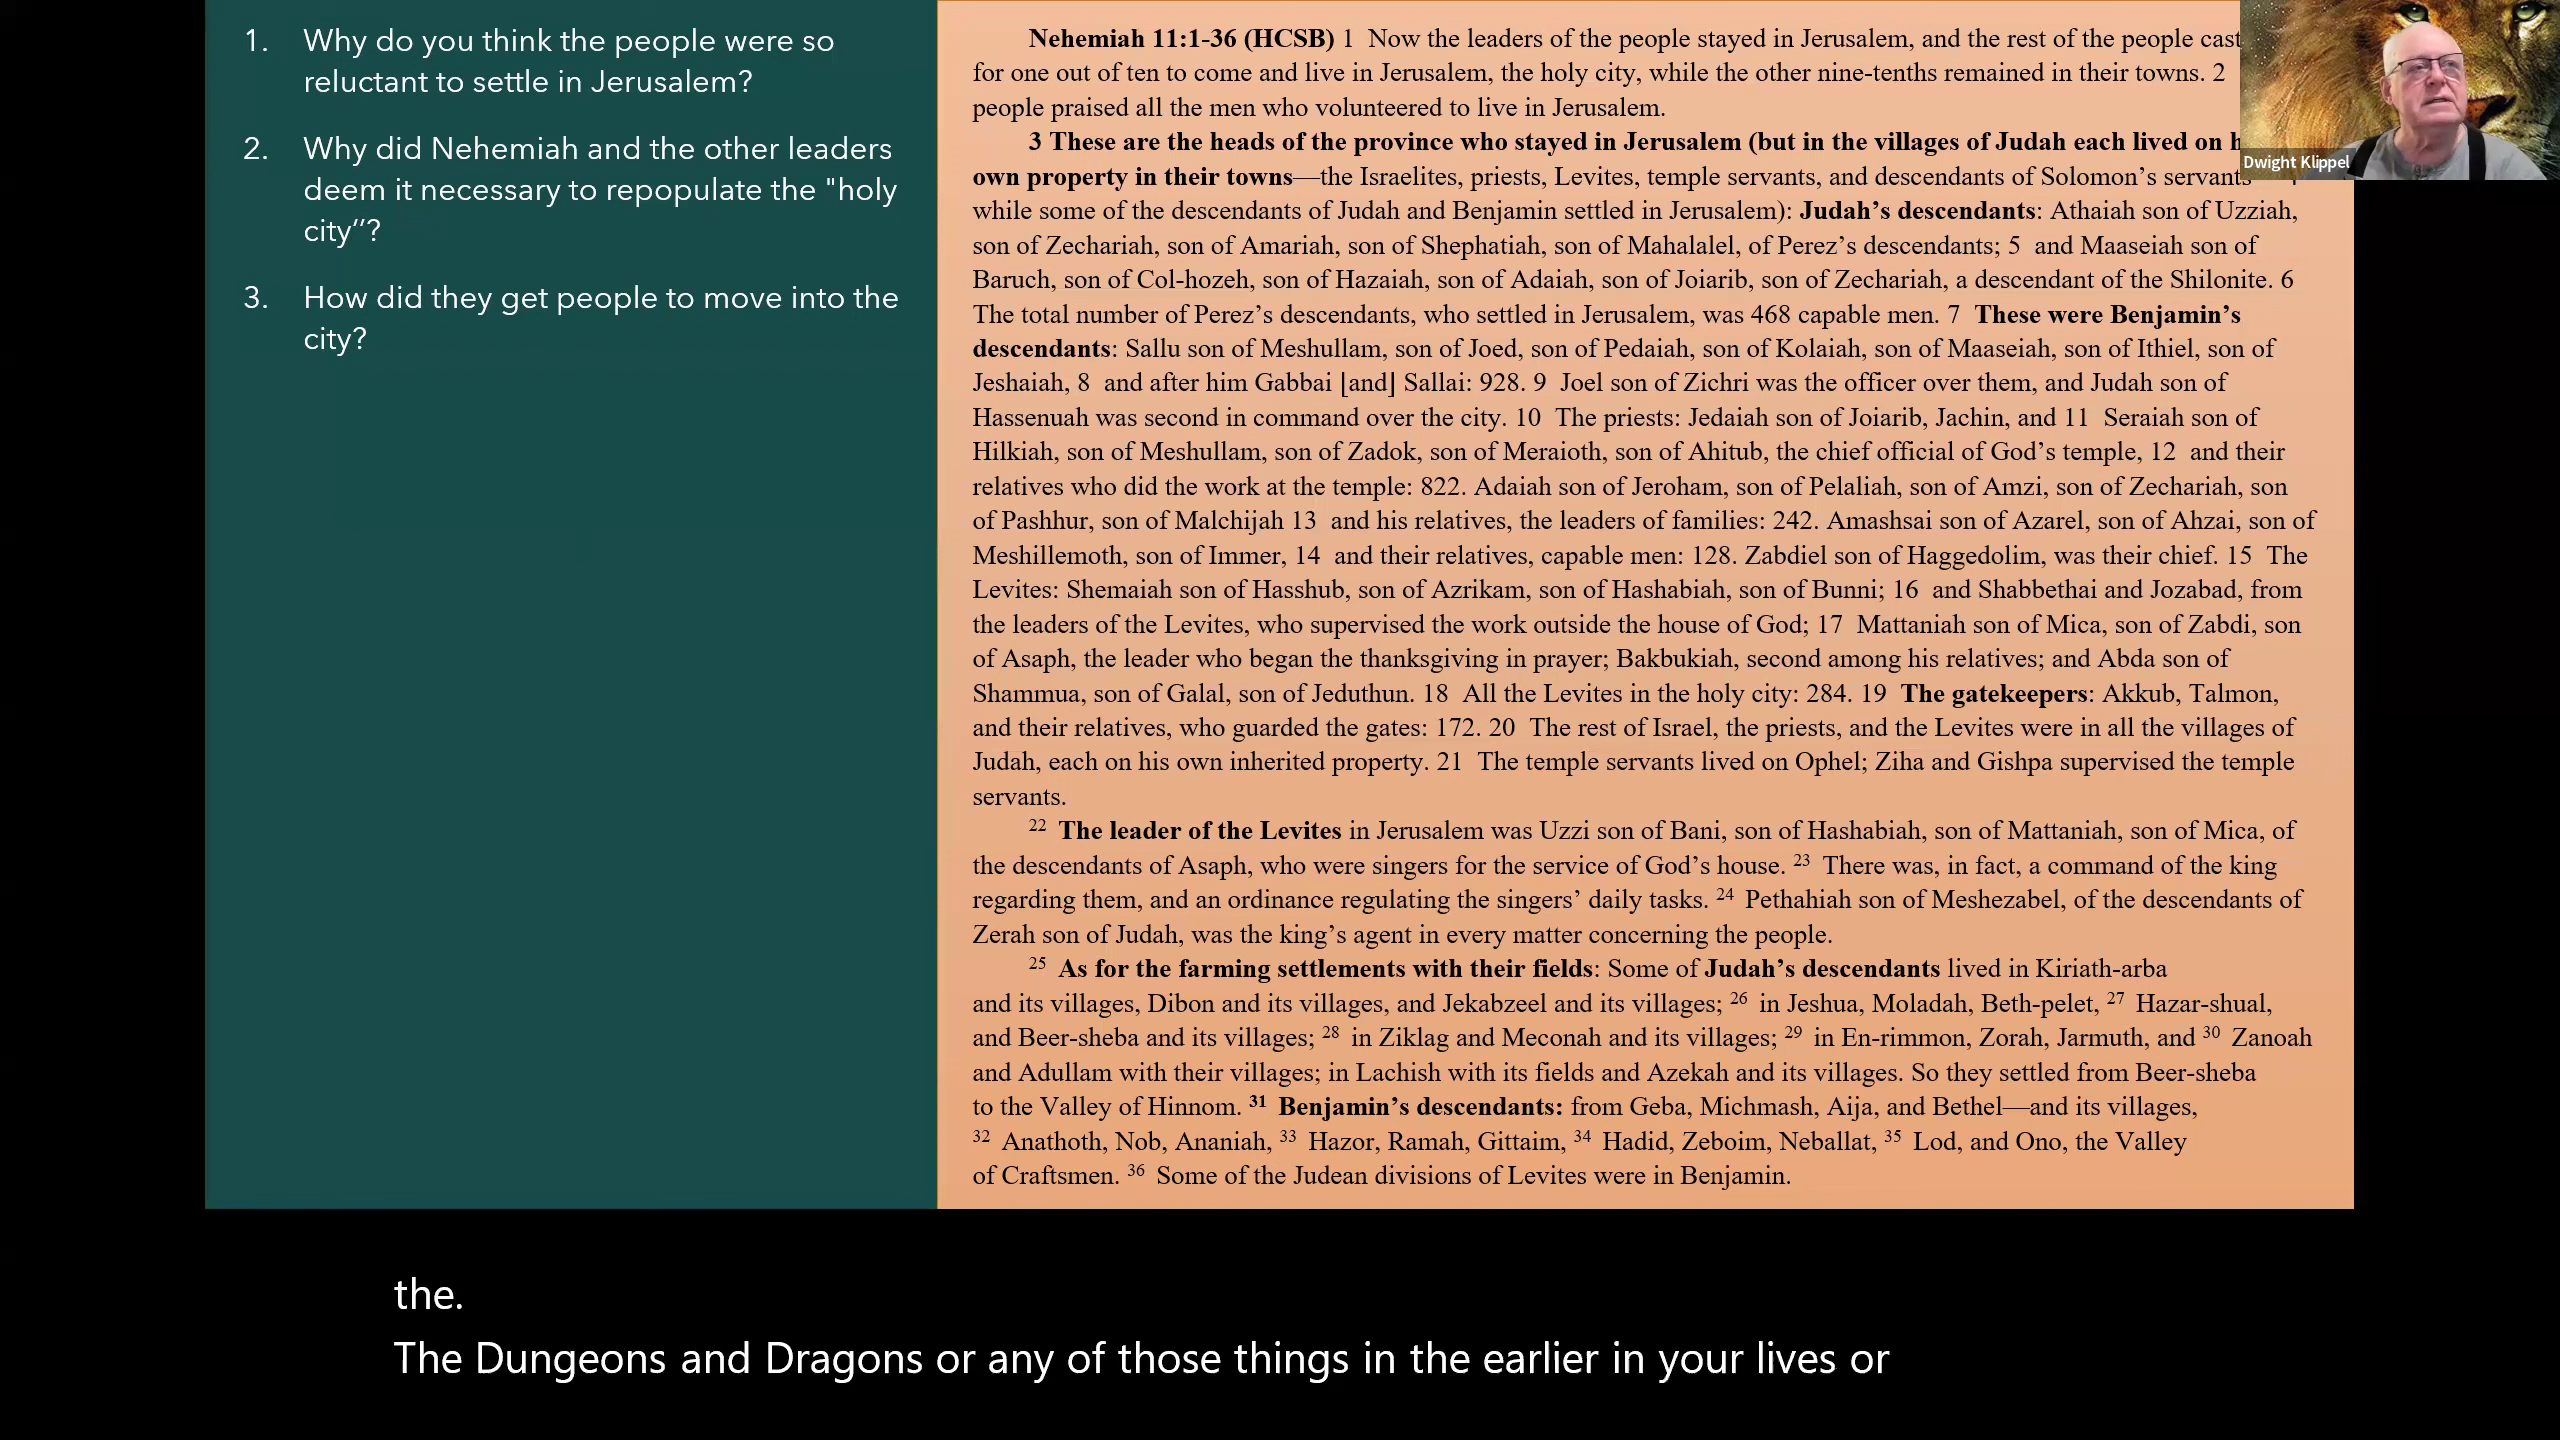 1. Why do you think the people were so
reluctant to settle in Jerusalem?
2. Why did Nehemiah and the other leaders
deem it necessary to repopulate the "holy
city”?
3. How did they get people to move into the
city?
Nehemiah 11:1-36 (HCSB) 1 Now the leaders of the people stayed in Jerusalem, and the rest of the people cast
for one out of ten to come and live in Jerusalem, the holy city, while the other nine-tenths remained in their towns. 2
people praised all the men who volunteered to live in Jerusalem.
3 These are the heads of the province who stayed in Jerusalem (but in the villages of Judah each lived on
own property in their towns—the Israelites, priests, Levites, temple servants, and descendants of Solomon’s servants
while some of the descendants of Judah and Benjamin settled in Jerusalem): Judah’s descendants: Athaiah son of Uzziah,
son of Zechariah, son of Amariah, son of Shephatiah, son of Mahalalel, of Perez’s descendants; 5 and Maaseiah son of
Baruch, son of Col-hozeh, son of Hazaiah, son of Adaiah, son of Joiarib, son of Zechariah, a descendant of the Shilonite. 6
The total number of Perez’s descendants, who settled in Jerusalem, was 468 capable men. 7 These were Benjamin’s
descendants: Sallu son of Meshullam, son of Joed, son of Pedaiah, son of Kolaiah, son of Maaseiah, son of Ithiel, son of
Jeshaiah, 8 and after him Gabbai ⌊and⌋ Sallai: 928. 9 Joel son of Zichri was the officer over them, and Judah son of
Hassenuah was second in command over the city. 10 The priests: Jedaiah son of Joiarib, Jachin, and 11 Seraiah son of
Hilkiah, son of Meshullam, son of Zadok, son of Meraioth, son of Ahitub, the chief official of God’s temple, 12 and their
relatives who did the work at the temple: 822. Adaiah son of Jeroham, son of Pelaliah, son of Amzi, son of Zechariah, son
of Pashhur, son of Malchijah 13 and his relatives, the leaders of families: 242. Amashsai son of Azarel, son of Ahzai, son of
Meshillemoth, son of Immer, 14 and their relatives, capable men: 128. Zabdiel son of Haggedolim, was their chief. 15 The
Levites: Shemaiah son of Hasshub, son of Azrikam, son of Hashabiah, son of Bunni; 16 and Shabbethai and Jozabad, from
the leaders of the Levites, who supervised the work outside the house of God; 17 Mattaniah son of Mica, son of Zabdi, son
of Asaph, the leader who began the thanksgiving in prayer; Bakbukiah, second among his relatives; and Abda son of
Shammua, son of Galal, son of Jeduthun. 18 All the Levites in the holy city: 284. 19 The gatekeepers: Akkub, Talmon,
and their relatives, who guarded the gates: 172. 20 The rest of Israel, the priests, and the Levites were in all the villages of
Judah, each on his own inherited property. 21 The temple servants lived on Ophel; Ziha and Gishpa supervised the temple
servants.
22 The leader of the Levites in Jerusalem was Uzzi son of Bani, son of Hashabiah, son of Mattaniah, son of Mica, of
the descendants of Asaph, who were singers for the service of God’s house. 23 There was, in fact, a command of the king
regarding them, and an ordinance regulating the singers’ daily tasks. 24 Pethahiah son of Meshezabel, of the descendants of
Zerah son of Judah, was the king’s agent in every matter concerning the people.
25 As for the farming settlements with their fields: Some of Judah’s descendants lived in Kiriath-arba
and its villages, Dibon and its villages, and Jekabzeel and its villages; 26 in Jeshua, Moladah, Beth-pelet, 27 Hazar-shual,
and Beer-sheba and its villages; 28 in Ziklag and Meconah and its villages; 29 in En-rimmon, Zorah, Jarmuth, and 30 Zanoah
and Adullam with their villages; in Lachish with its fields and Azekah and its villages. So they settled from Beer-sheba
to the Valley of Hinnom. 31 Benjamin’s descendants: from Geba, Michmash, Aija, and Bethel—and its villages,
32 Anathoth, Nob, Ananiah, 33 Hazor, Ramah, Gittaim, 34 Hadid, Zeboim, Neballat, 35 Lod, and Ono, the Valley
of Craftsmen. 36 Some of the Judean divisions of Levites were in Benjamin.
Dwight Klippel
the.
The Dungeons and Dragons or any of those things in the earlier in your lives or